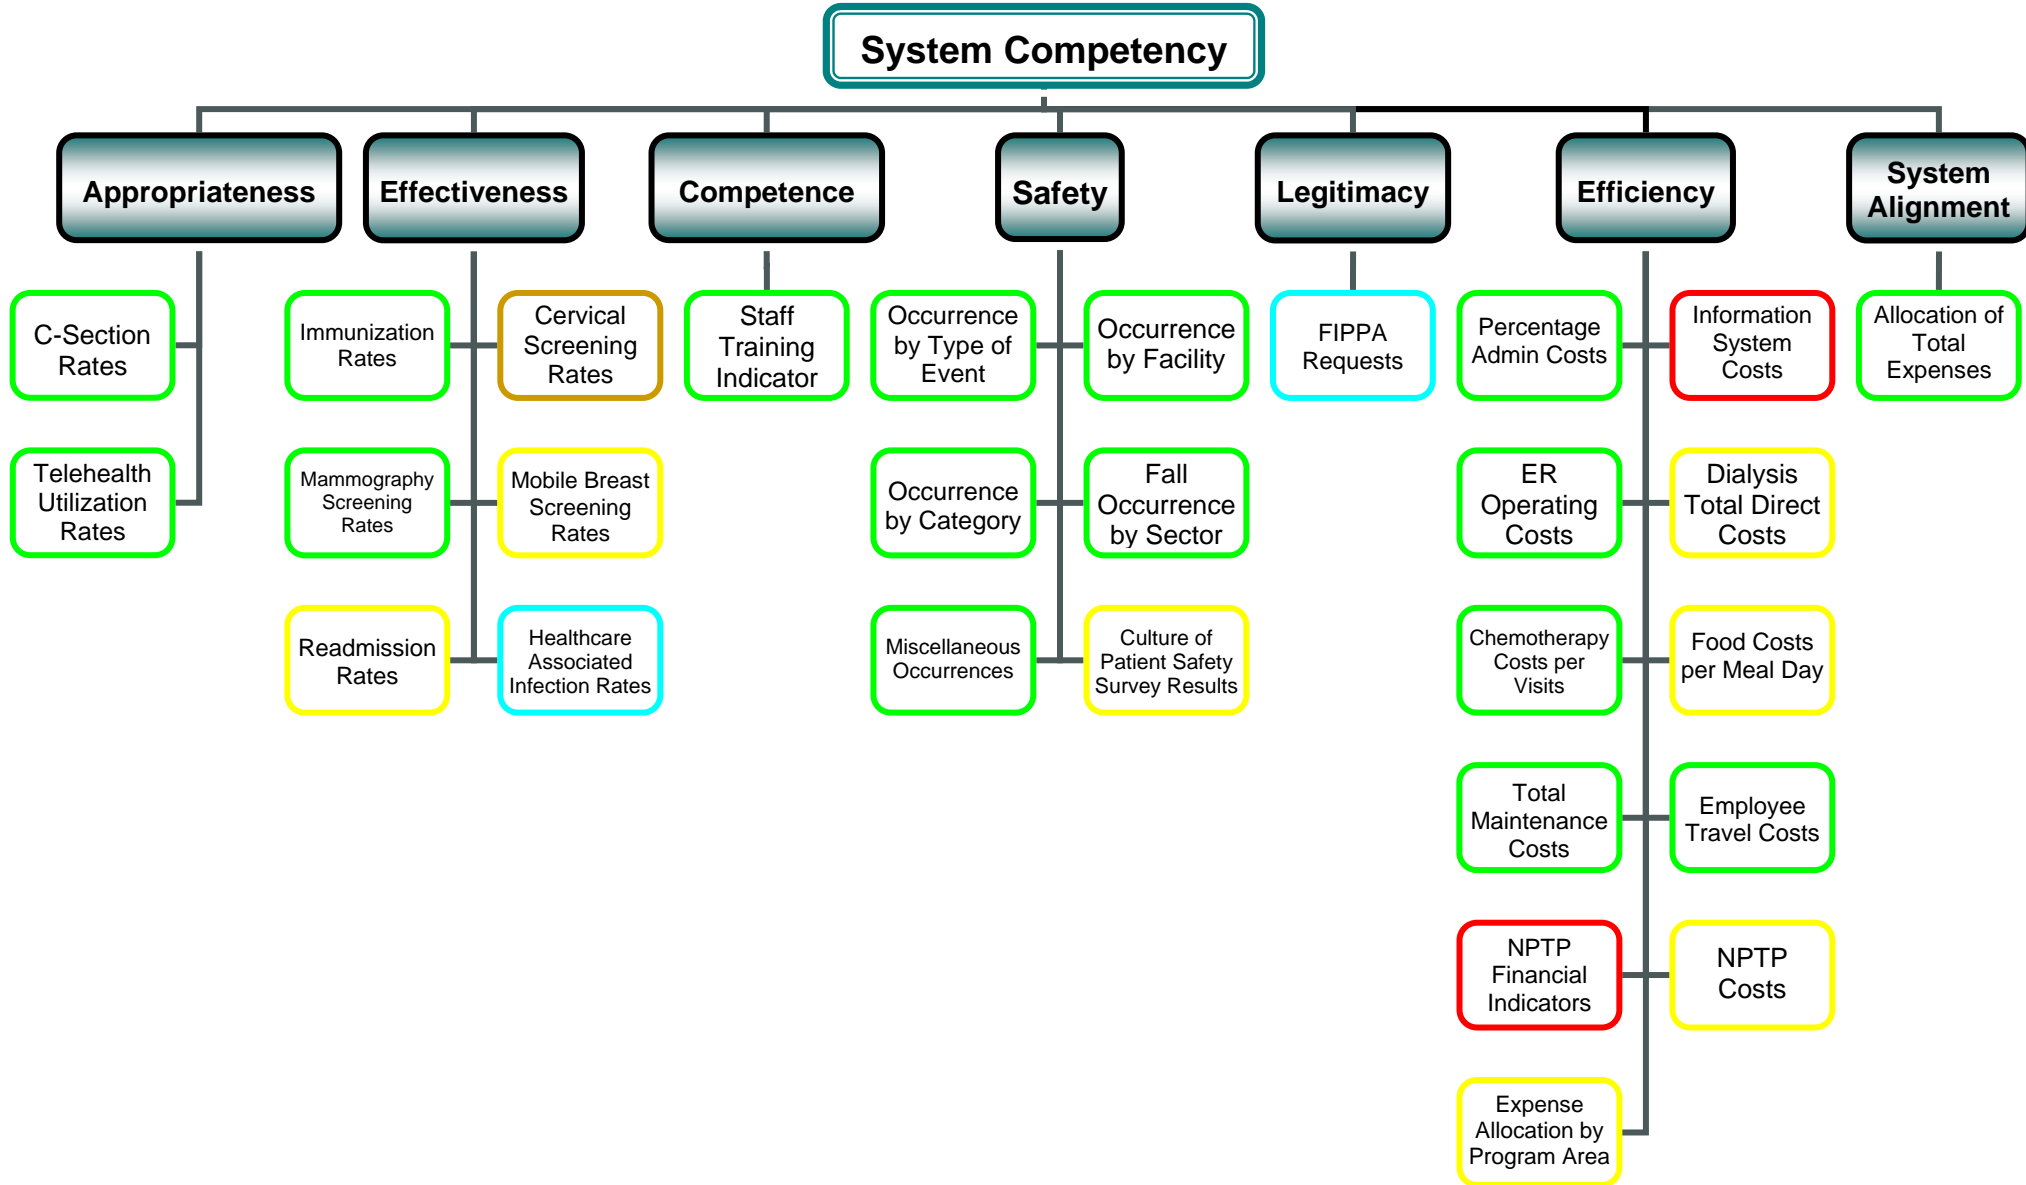 System Competency
Appropriateness
Effectiveness
Competence
Safety
Legitimacy
Efficiency
System
Alignment
C-Section
Rates
Telehealth
Utilization
Rates
Immunization
Rates
Cervical
Screening
Rates
Mammography
Screening
Rates
Mobile Breast
Screening
Rates
Readmission
Rates
Healthcare
Associated
Infection Rates
Staff
Training
Indicator
Occurrence
by Type of
Event
Occurrence
by Facility
Occurrence
by Category
Fall
Occurrence
by Sector
Miscellaneous
Occurrences
Culture of
Patient Safety
Survey Results
FIPPA
Requests
Percentage
Admin Costs
Information
System
Costs
ER
Operating
Costs
Dialysis
Total Direct
Costs
Chemotherapy
Costs per
Visits
Food Costs
per Meal Day
Total
Maintenance
Costs
Employee
Travel Costs
NPTP
Financial
Indicators
NPTP
Costs
Expense
Allocation by
Program Area
Allocation of
Total
Expenses